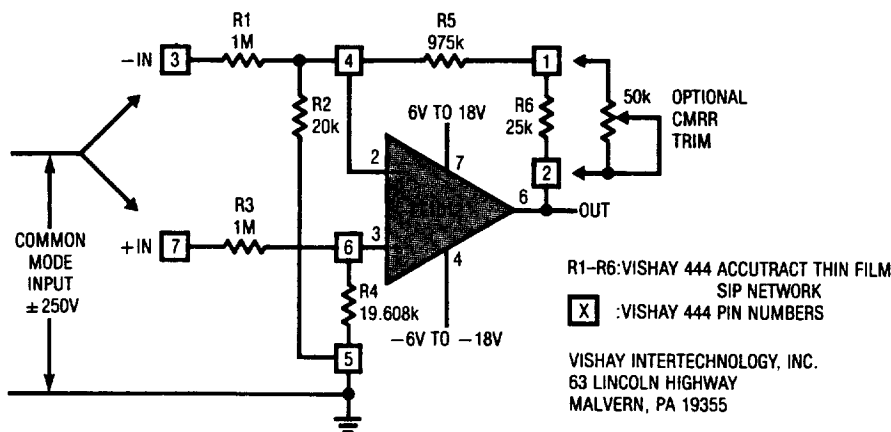 R1
1M
R5
975k
−IN
3
4
1
R2
20k
R6
25k
50k
OPTIONAL
CMRR
TRIM
6V TO 18V
2
7
2
6
OUT
COMMON
MODE
INPUT
±250V
+IN
7
R3
1M
6
3
4
R4
19.608k
−6V TO −18V
5
R1–R6:VISHAY 444 ACCUTRACT THIN FILM
SIP NETWORK
X :VISHAY 444 PIN NUMBERS
VISHAY INTERTECHNOLOGY, INC.
63 LINCOLN HIGHWAY
MALVERN, PA 19355